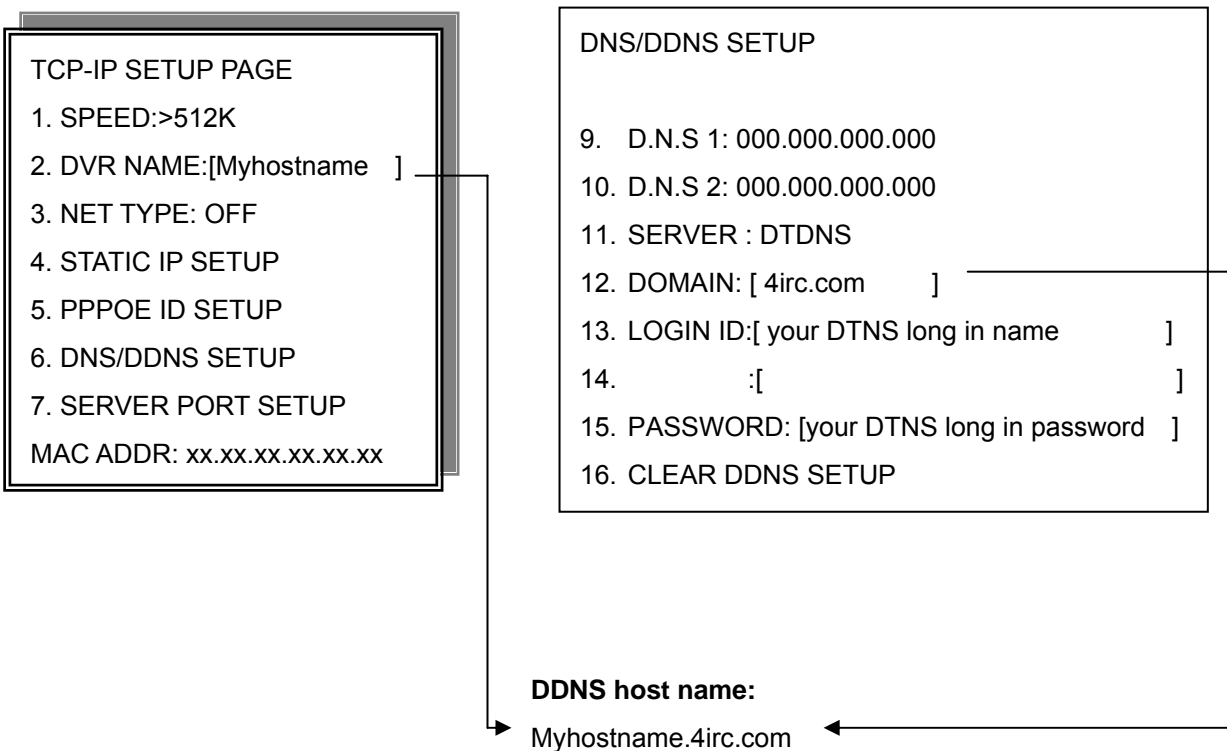 TCP-IP SETUP PAGE
1. SPEED:>512K
2. DVR NAME:[Myhostname ]
3. NET TYPE: OFF
4. STATIC IP SETUP
5. PPPOE ID SETUP
6. DNS/DDNS SETUP
7. SERVER PORT SETUP
MAC ADDR: xx.xx.xx.xx.xx.xx
DNS/DDNS SETUP
9. D.N.S 1: 000.000.000.000
10. D.N.S 2: 000.000.000.000
11. SERVER : DTDNS
12. DOMAIN: [ 4irc.com ]
13. LOGIN ID:[ your DTNS long in name ]
14. :[ ]
15. PASSWORD: [your DTNS long in password ]
16. CLEAR DDNS SETUP
DDNS host name:
Myhostname.4irc.com